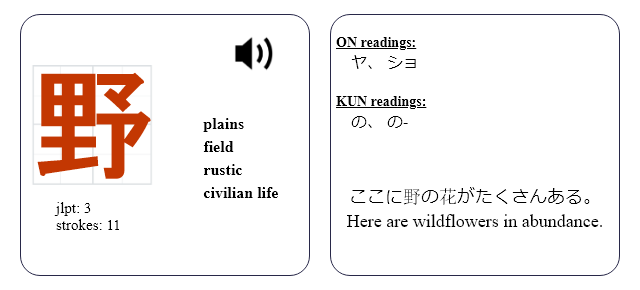 野
plains
field
rustic
civilian life
jlpt: 3
strokes: 11
ON readings:
ヤ、 ショ
KUN readings:
の、 の-
ここに野の花がたくさんある。
Here are wildflowers in abundance.